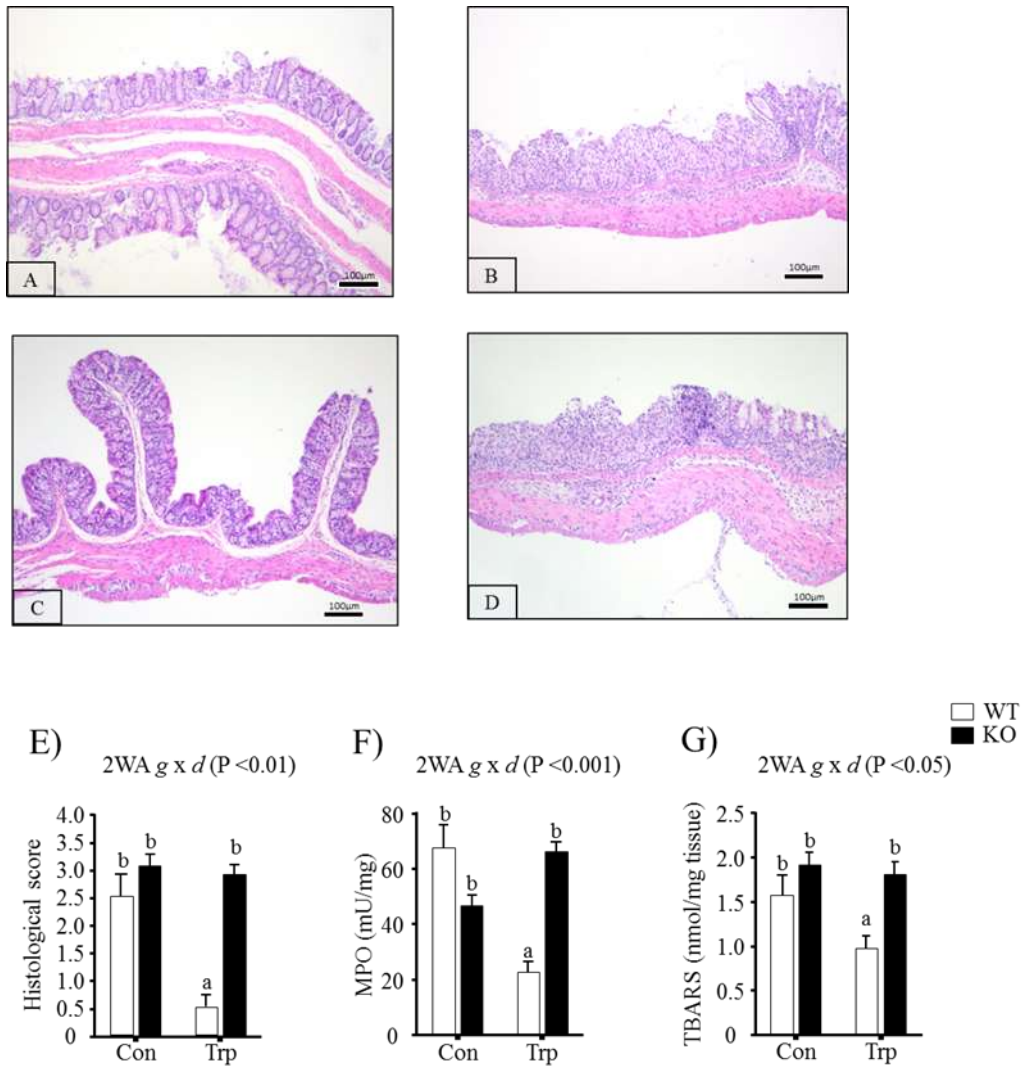 100μm
A
100μm
B
100μm
C
100μm
D
WT
KO
E)
2WA g x d (P <0.01)
Histological score
4.0
3.5
3.0
2.5
2.0
1.5
1.0
0.5
0
b
b
a
b
Con
Trp
F)
2WA g x d (P <0.001)
MPO (mU/mg)
80
60
40
20
0
b
b
a
b
Con
Trp
G)
2WA g x d (P <0.05)
TBARS (nmol/mg tissue)
2.5
2.0
1.5
1.0
0.5
0
b
b
a
b
Con
Trp